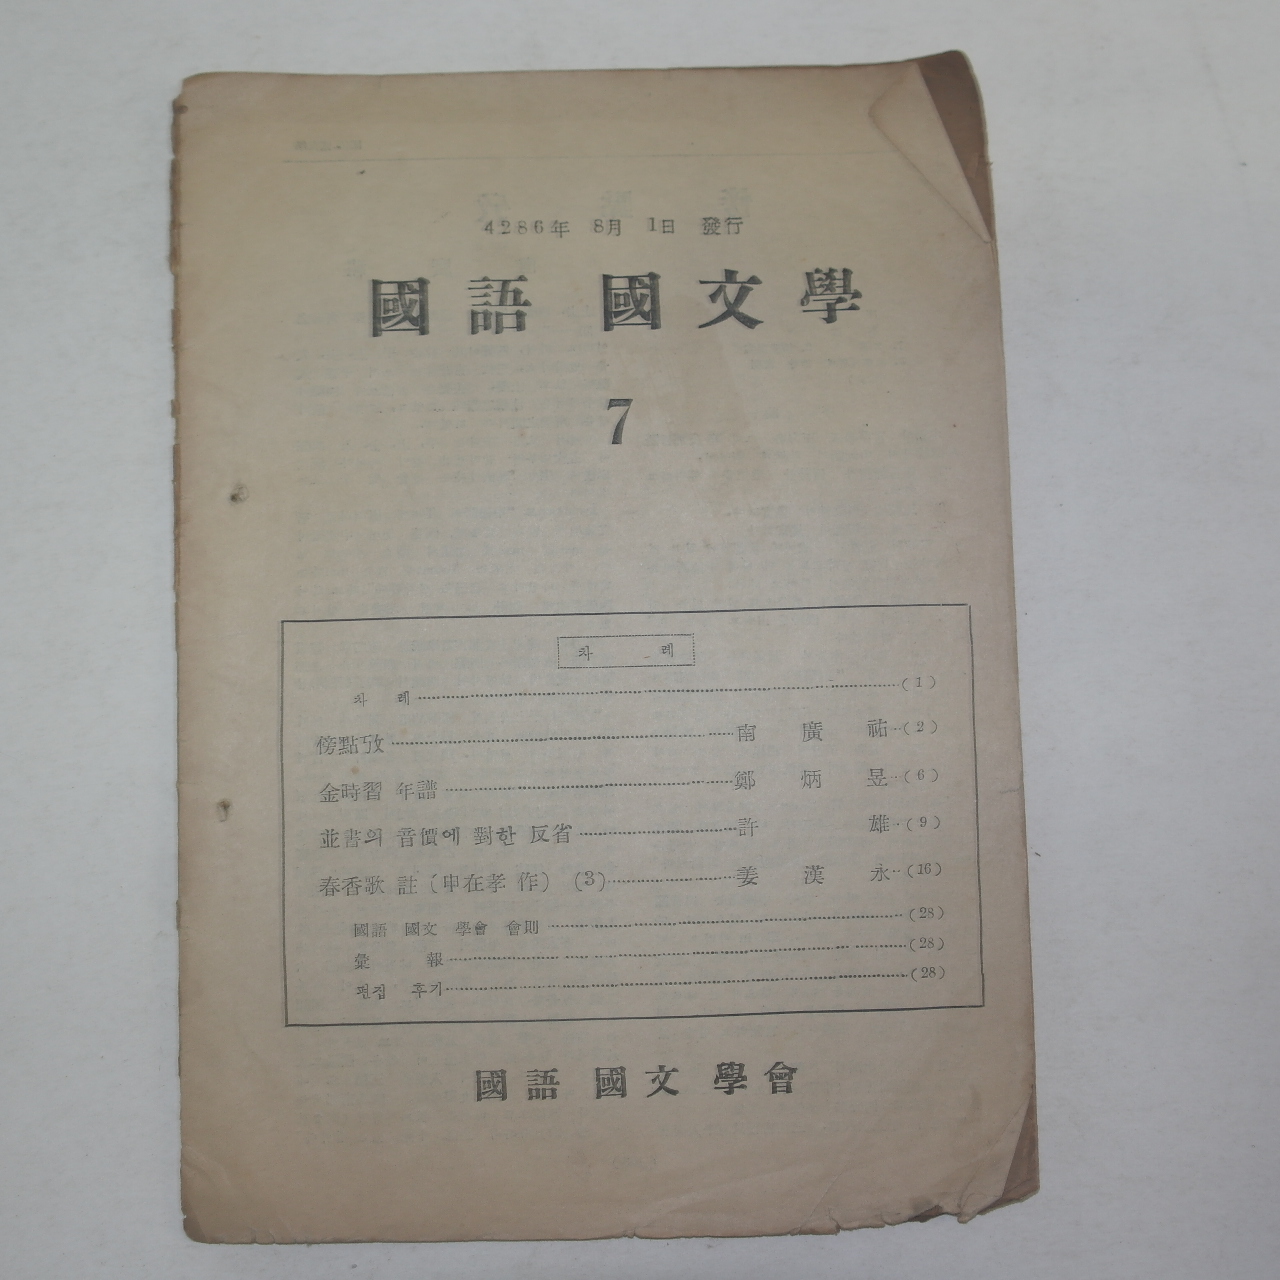 4286年 8月 1日 發行
國語 國文學
7
차 례
차 례 (1)
傍點攷 南廣祐 (2)
金時習 年譜 鄭炳昱 (6)
並書의 音價에 對한 反省 許雄 (9)
春香歌 註 (申在孝 作) (3) 姜漢永 (16)
國語 國文 學會 會則 (28)
彙報 (28)
편집 후기 (28)
國語 國文 學會